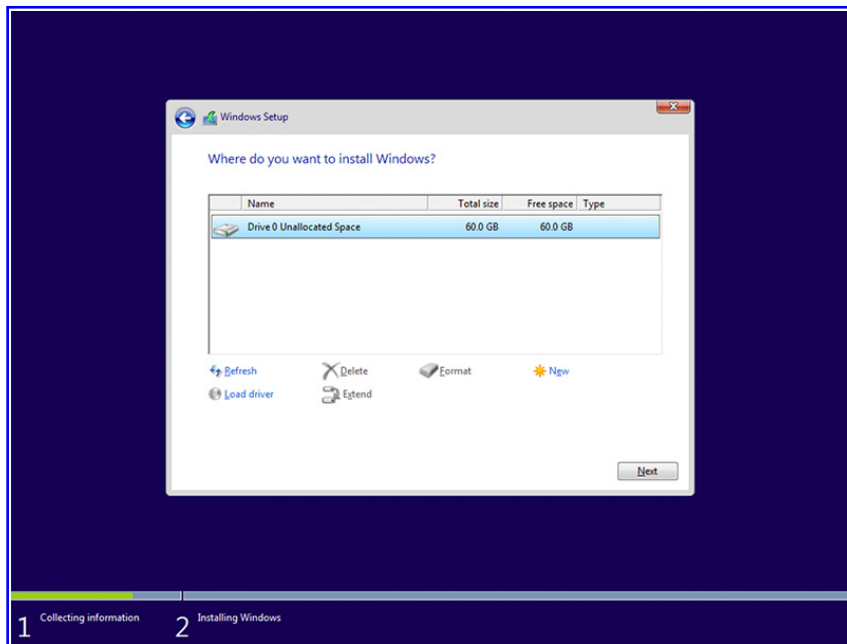 Windows Setup
Where do you want to install Windows?
Name Total size Free space Type
Drive 0 Unallocated Space 60.0 GB 60.0 GB
Refresh Delete Format New
Load driver Extend
Next
1 Collecting information 2 Installing Windows